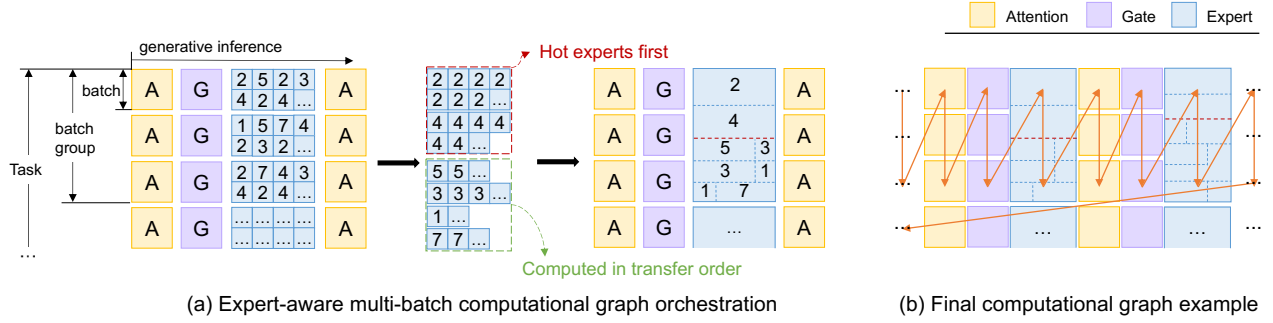 Attention Gate Expert
generative inference
Hot experts first
batch
batch
group
Task
...
A G 2 5 2 3 A
4 2 4 ...
A G 1 5 7 4 A
2 3 2 ...
A G 2 7 4 3 A
4 2 4 ...
A G ... ... ... ... A
... ... ... ...
2 2 2 2
2 2 2 ...
4 4 4 4
4 4 ...
5 5 ...
3 3 3 ...
1 ...
7 7 ...
Computed in transfer order
A G 2 A
A G 4 A
5 3
A G 3 1 A
1 7
A G ... A
... ...
... ...
... ...
... ... ... ...
(a) Expert-aware multi-batch computational graph orchestration
(b) Final computational graph example